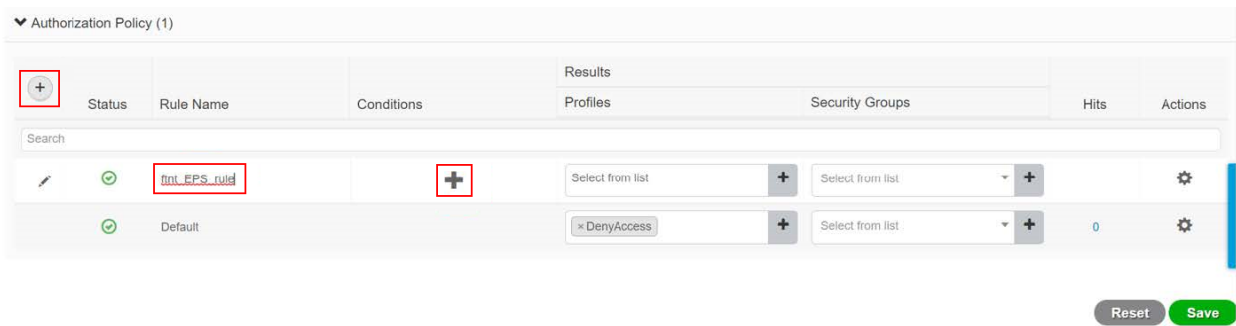 Authorization Policy (1)
Results
Status Rule Name Conditions Profiles Security Groups Hits Actions
Search
ftnt_EPS_rule Select from list Select from list
Default × DenyAccess Select from list 0
Reset Save